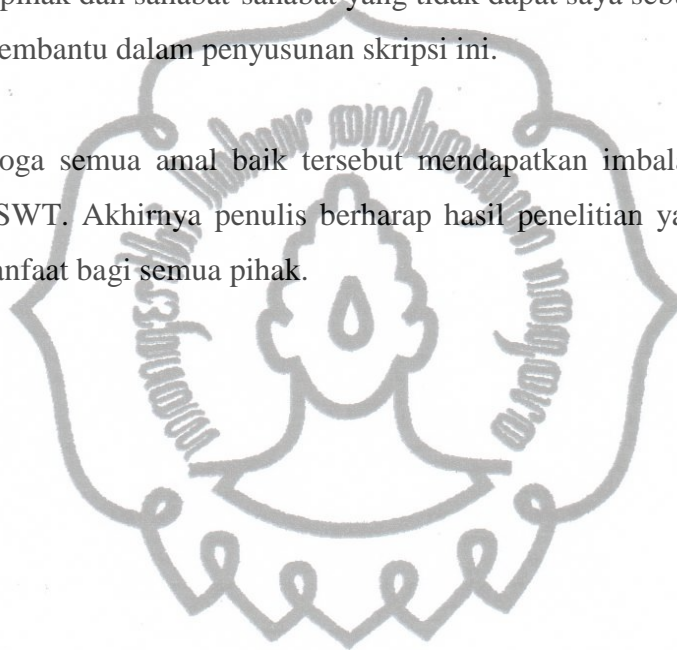 pihak dan sahabat-sahabat yang tidak dapat saya sebu
embantu dalam penyusunan skripsi ini.
oga semua amal baik tersebut mendapatkan imbala
SWT. Akhirnya penulis berharap hasil penelitian ya
anfaat bagi semua pihak.